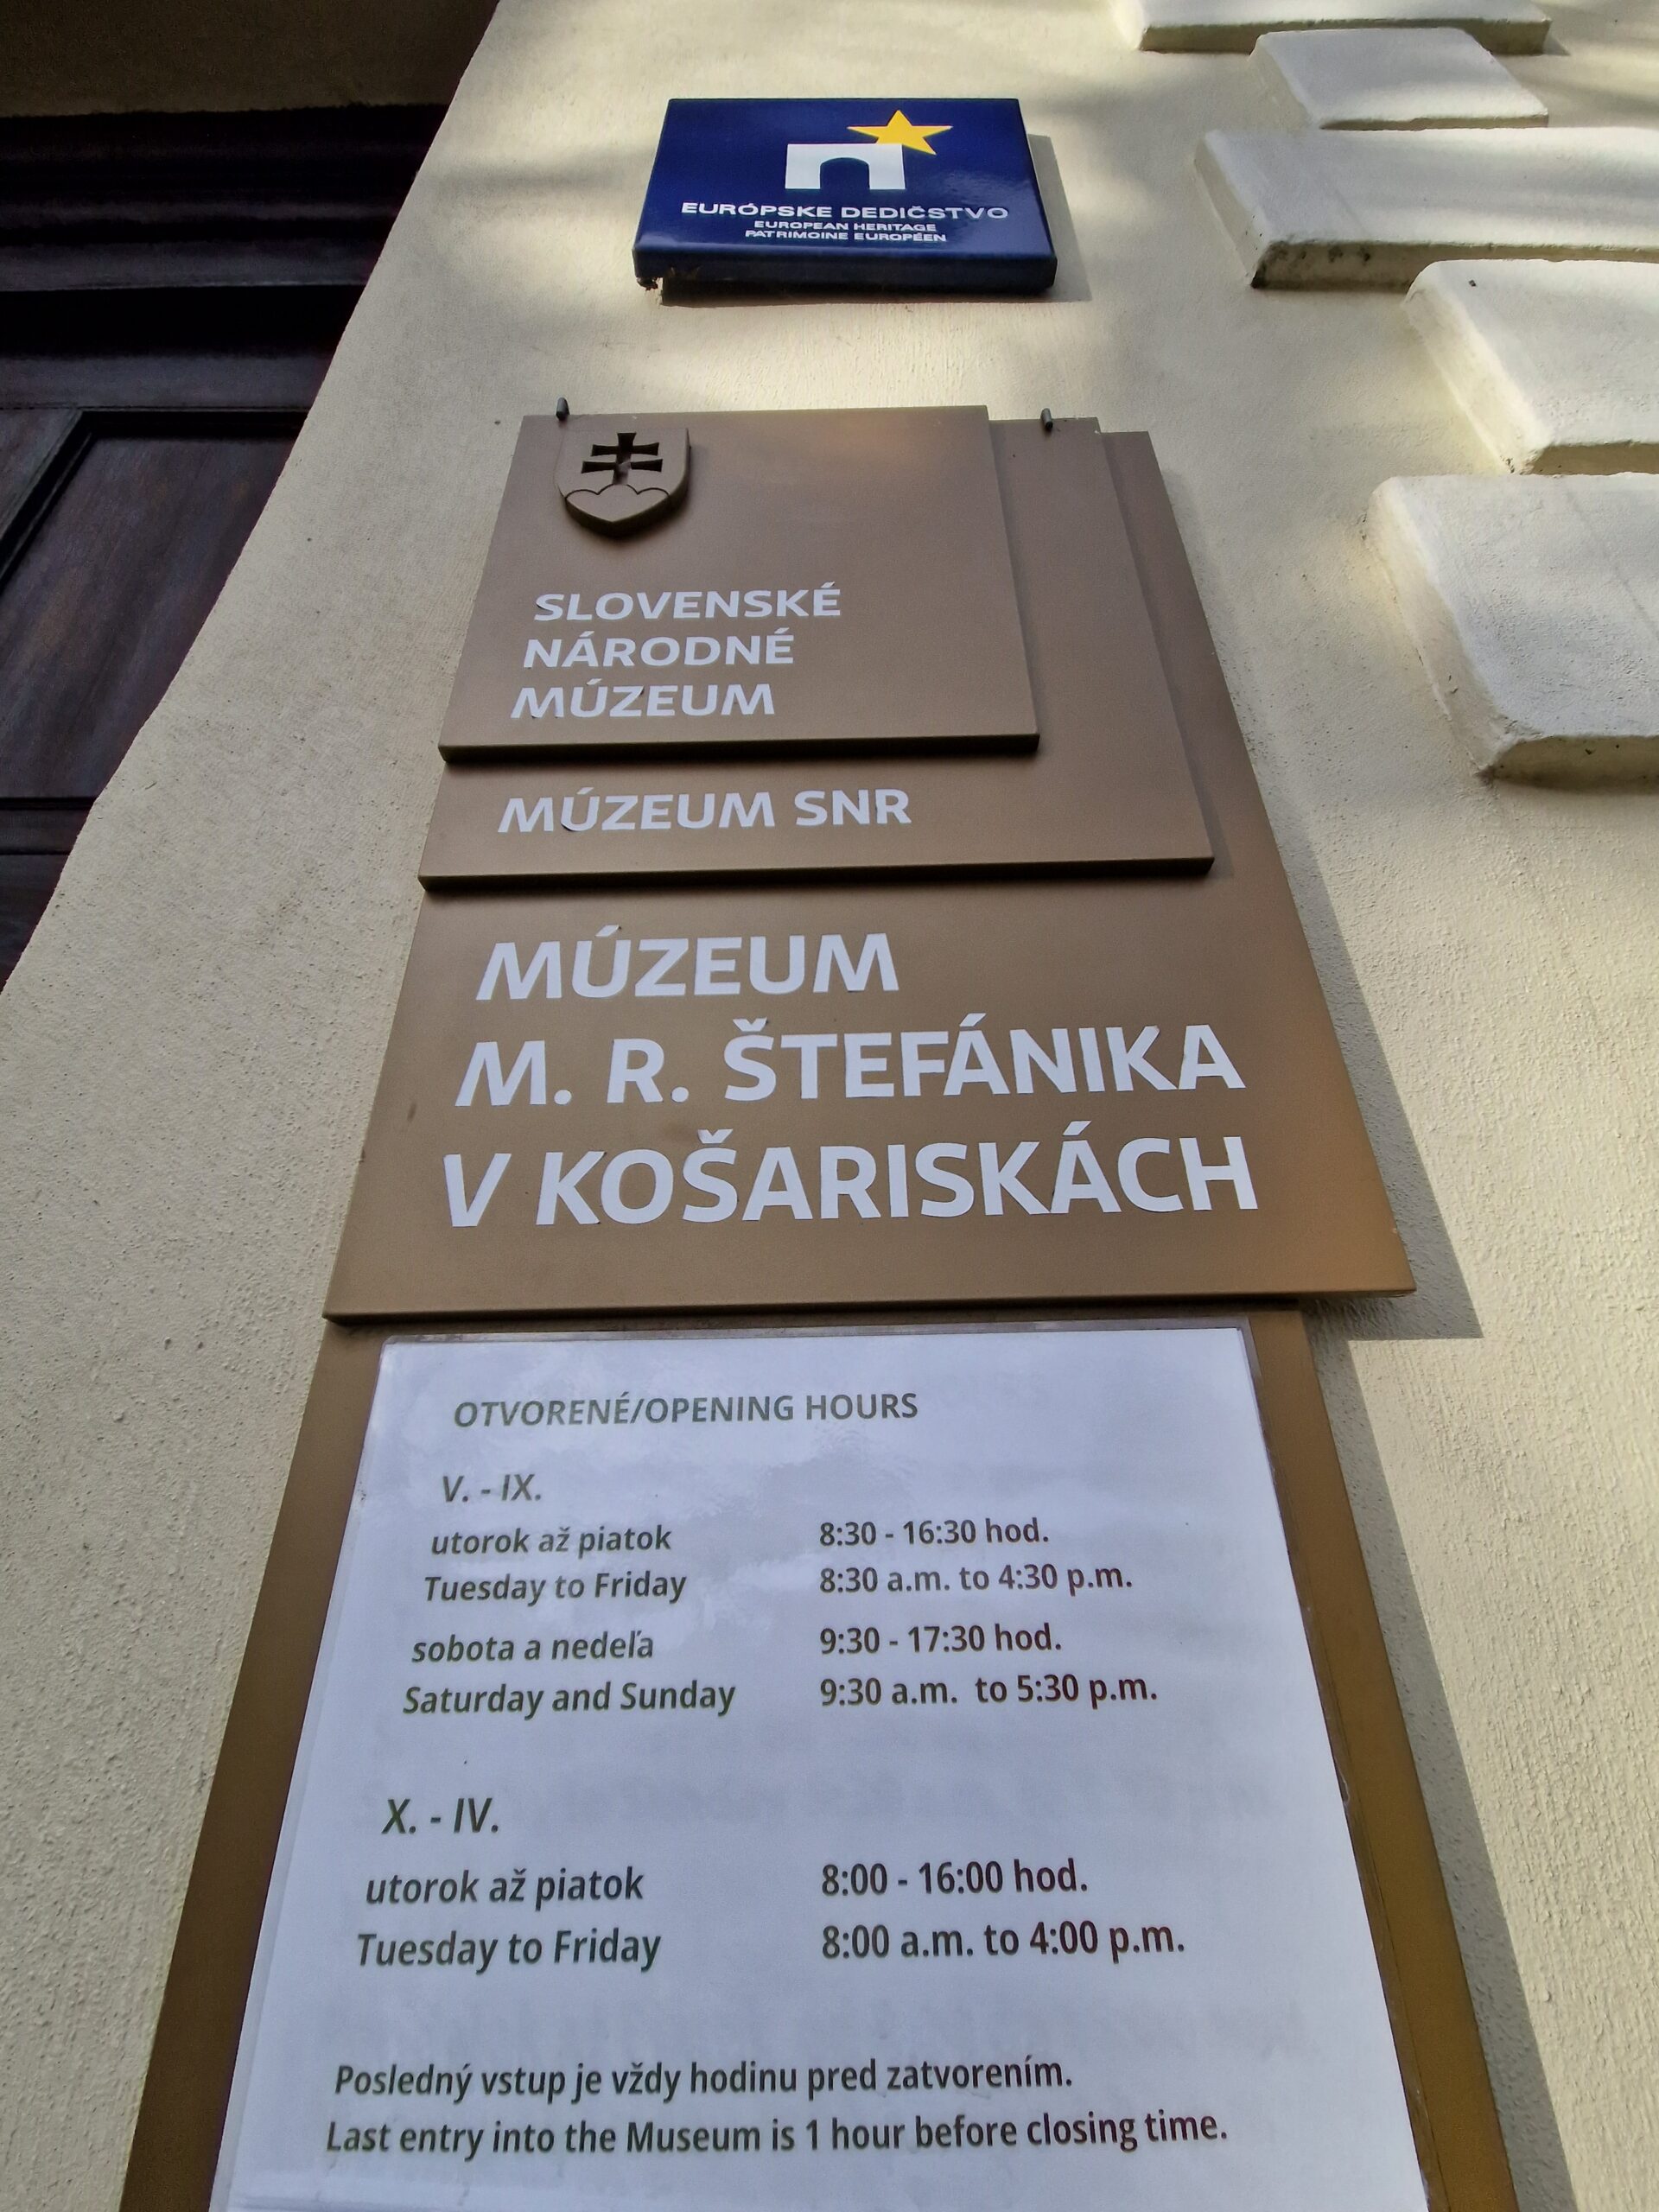 EURÓPSKE DEDIČSTVO
EUROPEAN HERITAGE
PATRIMOINE EUROPÉEN
SLOVENSKÉ
NÁRODNÉ
MÚZEUM
MÚZEUM SNR
MÚZEUM
M. R. ŠTEFÁNIKA
V KOŠARISKÁCH
OTVORENÉ/OPENING HOURS
V. - IX.
utorok až piatok 8:30 - 16:30 hod.
Tuesday to Friday 8:30 a.m. to 4:30 p.m.
sobota a nedeľa 9:30 - 17:30 hod.
Saturday and Sunday 9:30 a.m. to 5:30 p.m.
X. - IV.
utorok až piatok 8:00 - 16:00 hod.
Tuesday to Friday 8:00 a.m. to 4:00 p.m.
Posledný vstup je vždy hodinu pred zatvorením.
Last entry into the Museum is 1 hour before closing time.